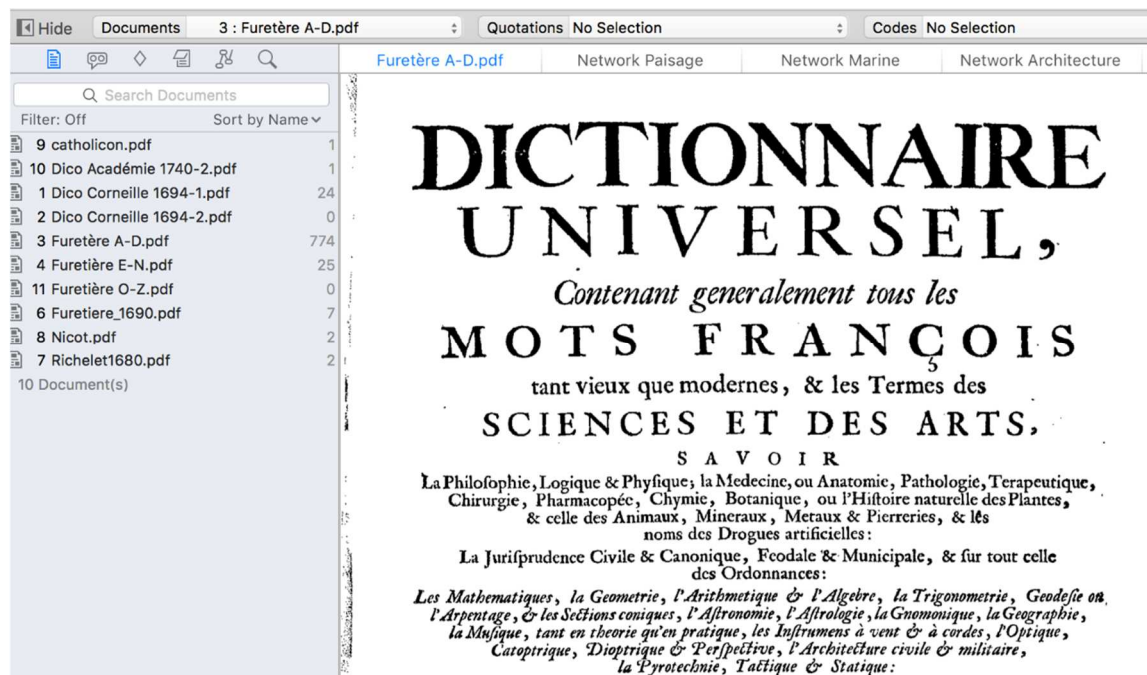 Hide Documents 3 : Furetère A-D.pdf Quotations No Selection Codes No Selection
Furetère A-D.pdf Network Paisage Network Marine Network Architecture
Search Documents
Filter: Off Sort by Name
9 catholicon.pdf 1
10 Dico Académie 1740-2.pdf 1
1 Dico Corneille 1694-1.pdf 24
2 Dico Corneille 1694-2.pdf 0
3 Furetère A-D.pdf 774
4 Furetière E-N.pdf 25
11 Furetière O-Z.pdf 0
6 Furetiere_1690.pdf 7
8 Nicot.pdf 2
7 Richelet1680.pdf 2
10 Document(s)
DICTIONNAIRE
UNIVERSEL,
Contenant generalement tous les
MOTS FRANÇOIS
tant vieux que modernes, & les Termes des
SCIENCES ET DES ARTS,
SAVOIR
La Philoſophie, Logique & Phyſique; la Medecine, ou Anatomie, Pathologie, Terapeutique,
Chirurgie, Pharmacopée, Chymie, Botanique, ou l'Hiſtoire naturelle des Plantes,
& celle des Animaux, Mineraux, Metaux & Pierreries, & les
noms des Drogues artificielles:
La Juriſprudence Civile & Canonique, Feodale & Municipale, & ſur tout celle
des Ordonnances:
Les Mathematiques, la Geometrie, l'Arithmetique & l'Algebre, la Trigonometrie, Geodeſie ou
l'Arpentage, & les Sections coniques, l'Aſtronomie, l'Aſtrologie, la Gnomonique, la Geographie,
la Muſique, tant en theorie qu'en pratique, les Inſtrumens à vent & à cordes, l'Optique,
Catoptrique, Dioptrique & Perſpective, l'Architecture civile & militaire,
la Pyrotechnie, Tactique & Statique: